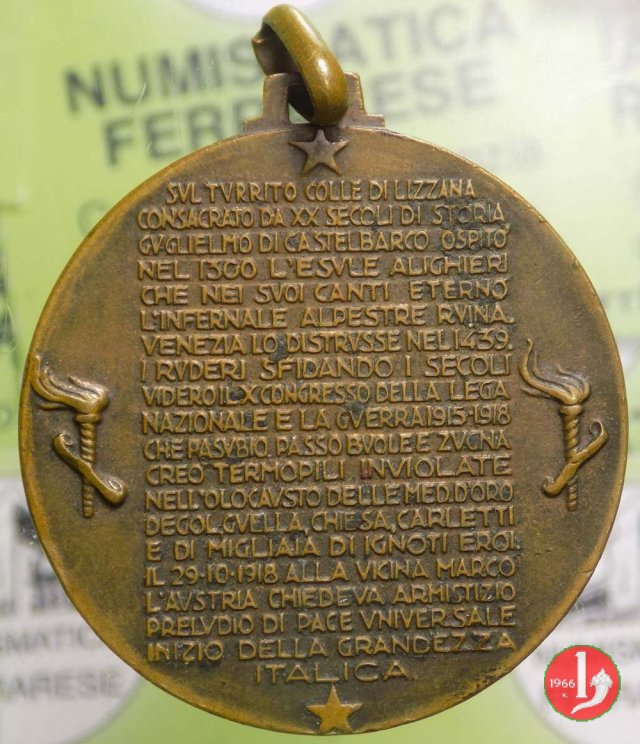 NUMISMATICA
FERRARESE
SVL TVRRITO COLLE DI LIZZANA
CONSACRATO DA XX SECOLI DI STORIA
GVGLIELMO DI CASTELBARCO OSPITÒ
NEL 1300 L'ESVLE ALIGHIERI
CHE NEI SVOI CANTI ETERNÒ
L'INFERNALE ALPESTRE RVINA.
VENEZIA LO DISTRVSSE NEL 1439.
I RVDERI SFIDANDO I SECOLI
VIDERO IL X CONGRESSO DELLA LEGA
NAZIONALE E LA GVERRA 1915-1918
CHE PASVBIO, PASSO BVOLE E ZVGNA
CREÒ TERMOPILI INVIOLATE
NELL'OLOCAVSTO DELLE MED. D'ORO
DEGOL, GVELLA, CHIESA, CARLETTI
E DI MIGLIAIA DI IGNOTI EROI.
IL 29-10-1918 ALLA VICINA MARCO
L'AVSTRIA CHIEDEVA ARMISTIZIO
PRELVDIO DI PACE VNIVERSALE
INIZIO DELLA GRANDEZZA
ITALICA
1966